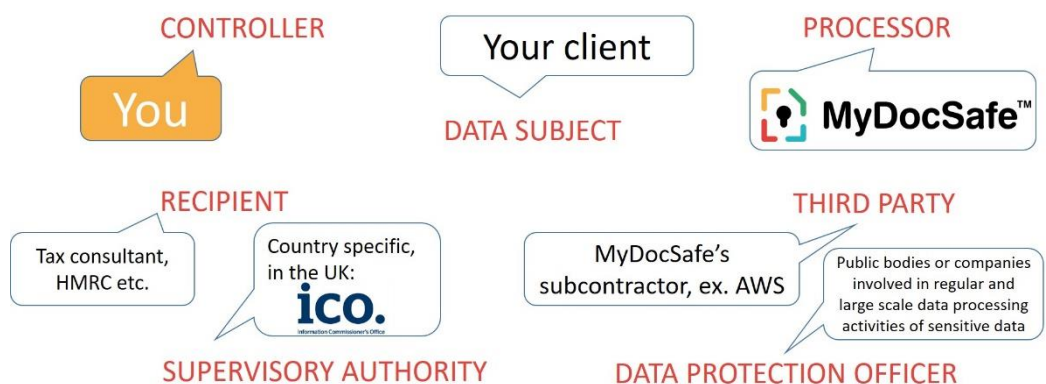 CONTROLLER
You
Your client
DATA SUBJECT
PROCESSOR
MyDocSafe™
RECIPIENT
Tax consultant,
HMRC etc.
Country specific,
in the UK:
ico.
Information Commissioner's Office
SUPERVISORY AUTHORITY
THIRD PARTY
MyDocSafe's
subcontractor, ex. AWS
Public bodies or companies
involved in regular and
large scale data processing
activities of sensitive data
DATA PROTECTION OFFICER